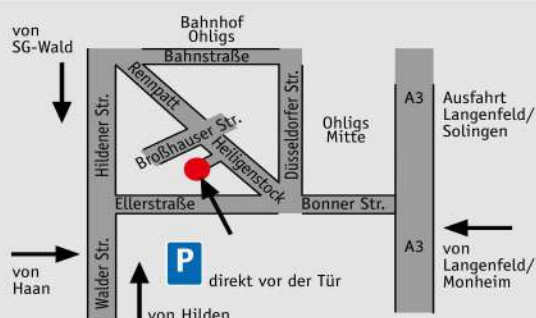 von
SG-Wald
Bahnhof
Ohligs
Bahnstraße
Rennpatt
Hildener Str.
Broßhauser Str.
Heiligenstock
Düsseldorfer Str.
Ohligs
Mitte
A3
Ausfahrt
Langenfeld/
Solingen
Ellerstraße
Bonner Str.
von
Haan
Walder Str.
P
direkt vor der Tür
A3
von
Langenfeld/
Monheim
von Hilden